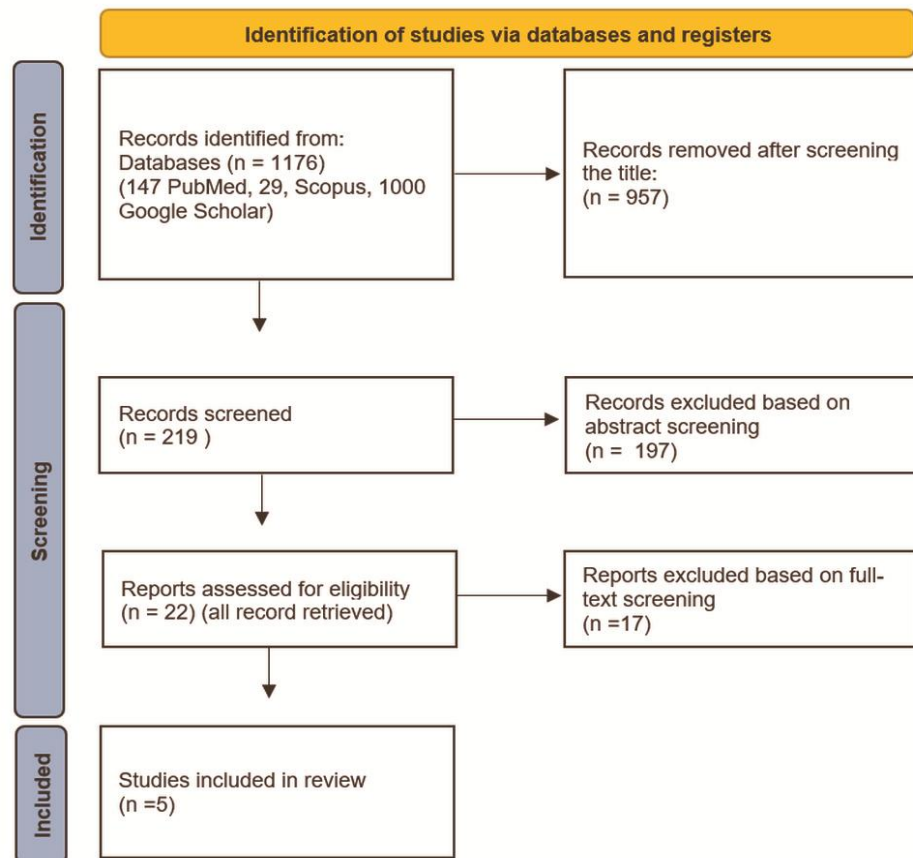 Identification of studies via databases and registers
Identification
Records identified from:
Databases (n = 1176)
(147 PubMed, 29, Scopus, 1000
Google Scholar)
Records removed after screening
the title:
(n = 957)
Screening
Records screened
(n = 219 )
Records excluded based on
abstract screening
(n = 197)
Reports assessed for eligibility
(n = 22) (all record retrieved)
Reports excluded based on full-
text screening
(n =17)
Included
Studies included in review
(n =5)